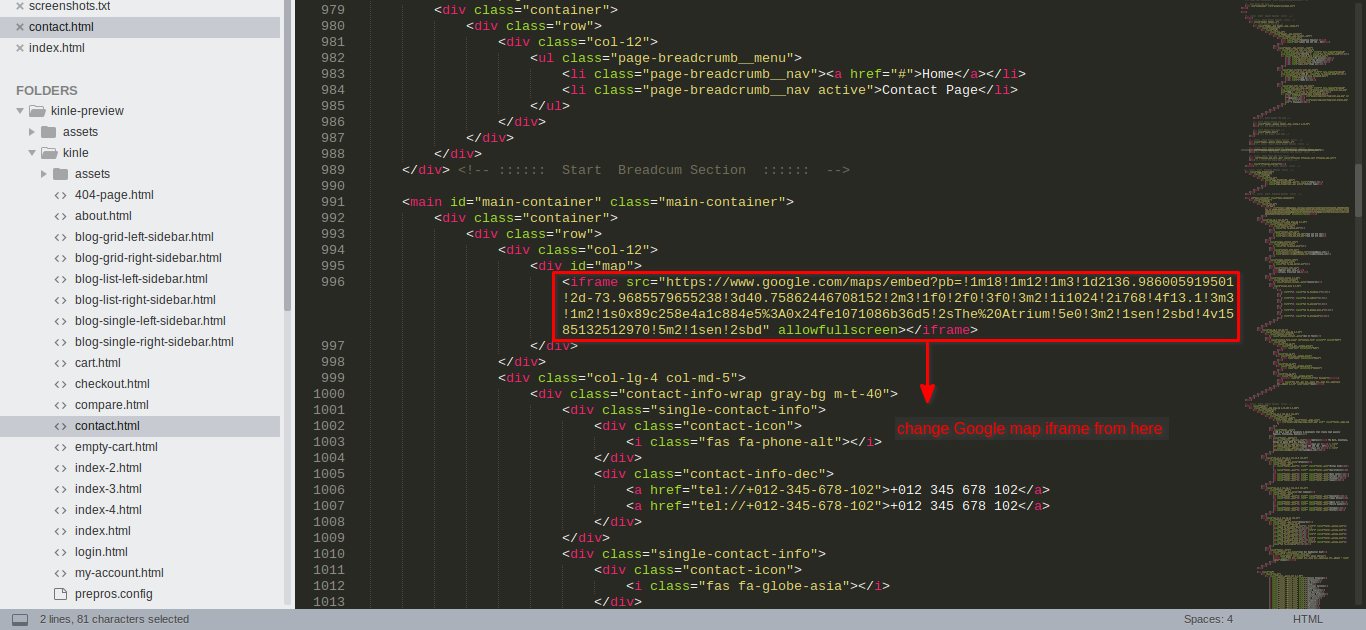 screenshots.txt
contact.html
index.html
FOLDERS
kinle-preview
assets
kinle
assets
404-page.html
about.html
blog-grid-left-sidebar.html
blog-grid-right-sidebar.html
blog-list-left-sidebar.html
blog-list-right-sidebar.html
blog-single-left-sidebar.html
blog-single-right-sidebar.html
cart.html
checkout.html
compare.html
contact.html
empty-cart.html
index-2.html
index-3.html
index-4.html
index.html
login.html
my-account.html
prepros.config
979 <div class="container">
980 <div class="row">
981 <div class="col-12">
982 <ul class="page-breadcrumb__menu">
983 <li class="page-breadcrumb__nav"><a href="#">Home</a></li>
984 <li class="page-breadcrumb__nav active">Contact Page</li>
985 </ul>
986 </div>
987 </div>
988 </div>
989 </div> <!-- ::::::  Start  Breadcum Section  ::::::  -->
990
991 <main id="main-container" class="main-container">
992 <div class="container">
993 <div class="row">
994 <div class="col-12">
995 <div id="map">
996 <iframe src="https://www.google.com/maps/embed?pb=!1m18!1m12!1m3!1d2136.986005919501
!2d-73.9685579655238!3d40.75862446708152!2m3!1f0!2f0!3f0!3m2!1i1024!2i768!4f13.1!3m3
!1m2!1s0x89c258e4a1c884e5%3A0x24fe1071086b36d5!2sThe%20Atrium!5e0!3m2!1sen!2sbd!4v15
85132512970!5m2!1sen!2sbd" allowfullscreen></iframe>
997 </div>
998 </div>
999 <div class="col-lg-4 col-md-5">
1000 <div class="contact-info-wrap gray-bg m-t-40">
1001 <div class="single-contact-info">
1002 <div class="contact-icon">
1003 <i class="fas fa-phone-alt"></i>
1004 </div>
1005 <div class="contact-info-dec">
1006 <a href="tel://+012-345-678-102">+012 345 678 102</a>
1007 <a href="tel://+012-345-678-102">+012 345 678 102</a>
1008 </div>
1009 </div>
1010 <div class="single-contact-info">
1011 <div class="contact-icon">
1012 <i class="fas fa-globe-asia"></i>
1013 </div>
change Google map iframe from here
2 lines, 81 characters selected
Spaces: 4
HTML